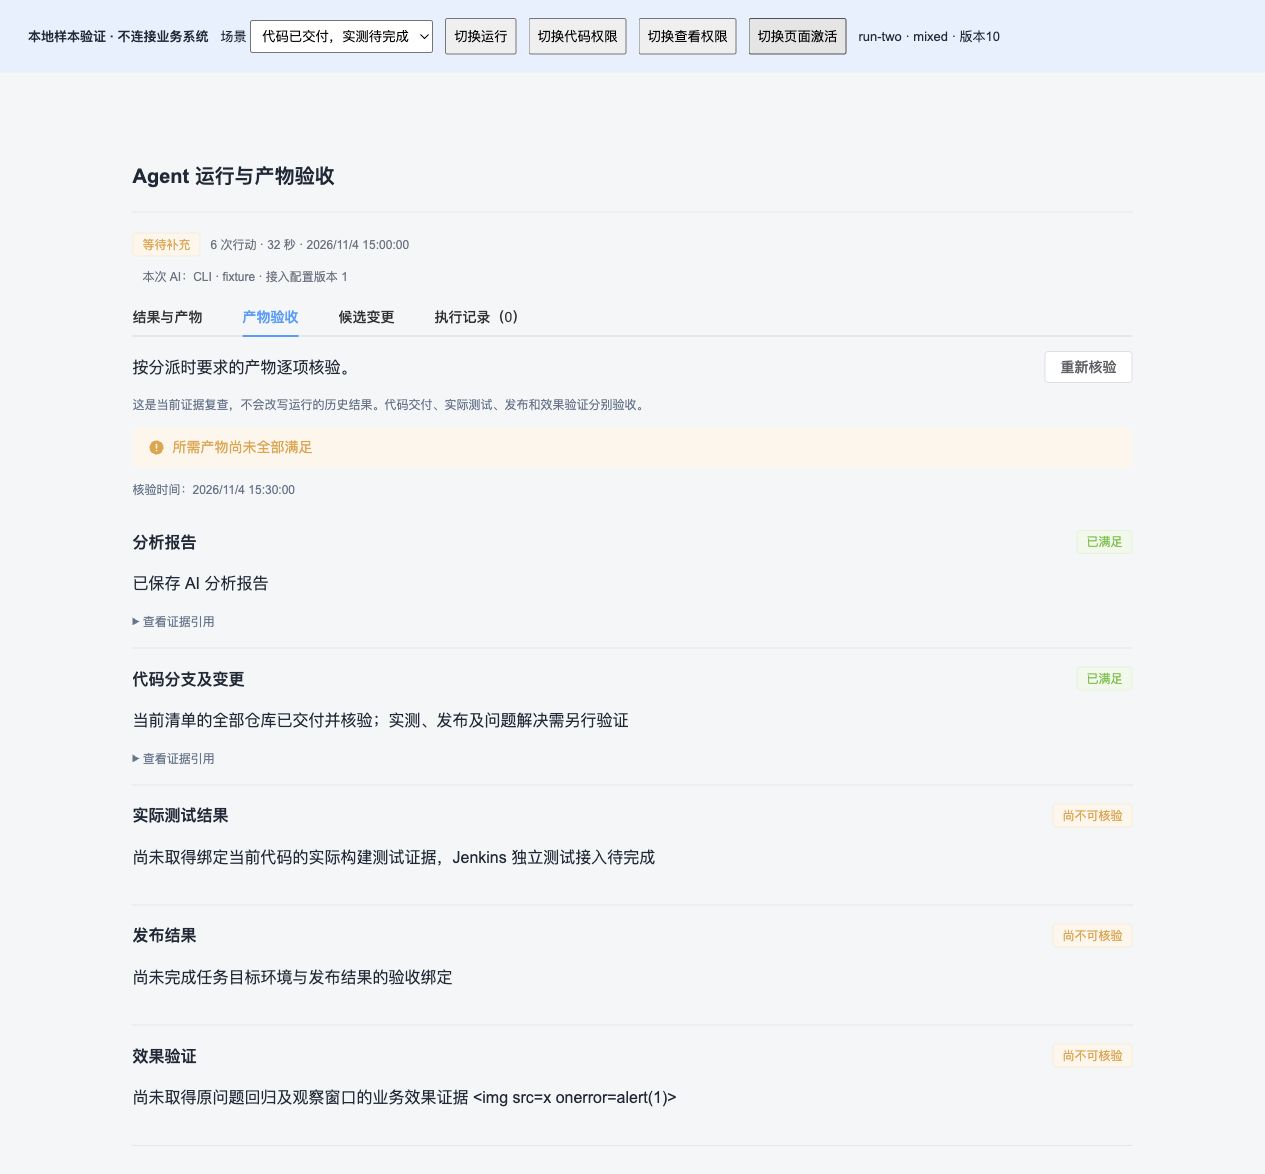 本地样本验证 · 不连接业务系统 场景 代码已交付，实测待完成 切换运行 切换代码权限 切换查看权限 切换页面激活 run-two · mixed · 版本10
Agent 运行与产物验收
等待补充 6 次行动 · 32 秒 · 2026/11/4 15:00:00
本次 AI：CLI · fixture · 接入配置版本 1
结果与产物 产物验收 候选变更 执行记录（0）
按分派时要求的产物逐项核验。 重新核验
这是当前证据复查，不会改写运行的历史结果。代码交付、实际测试、发布和效果验证分别验收。
所需产物尚未全部满足
核验时间：2026/11/4 15:30:00
分析报告 已满足
已保存 AI 分析报告
查看证据引用
代码分支及变更 已满足
当前清单的全部仓库已交付并核验；实测、发布及问题解决需另行验证
查看证据引用
实际测试结果 尚不可核验
尚未取得绑定当前代码的实际构建测试证据，Jenkins 独立测试接入待完成
发布结果 尚不可核验
尚未完成任务目标环境与发布结果的验收绑定
效果验证 尚不可核验
尚未取得原问题回归及观察窗口的业务效果证据 <img src=x onerror=alert(1)>